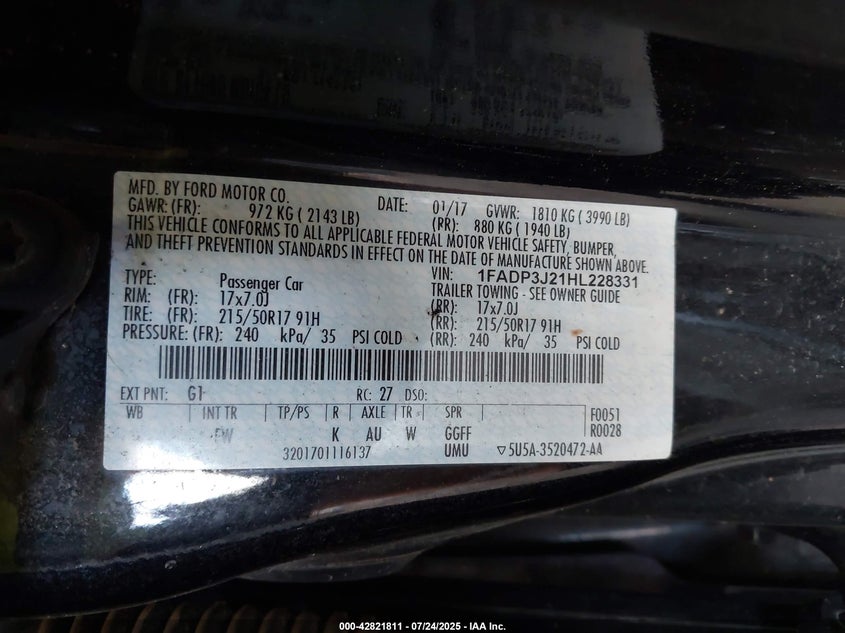 MFD. BY FORD MOTOR CO. DATE: 01/17 GVWR: 1810 KG ( 3990 LB)
GAWR: (FR): 972 KG ( 2143 LB) (RR): 880 KG ( 1940 LB)
THIS VEHICLE CONFORMS TO ALL APPLICABLE FEDERAL MOTOR VEHICLE SAFETY, BUMPER,
AND THEFT PREVENTION STANDARDS IN EFFECT ON THE DATE OF MANUFACTURE SHOWN ABOVE.
VIN: 1FADP3J21HL228331
TYPE: Passenger Car TRAILER TOWING - SEE OWNER GUIDE
RIM: (FR): 17x7.0J (RR): 17x7.0J
TIRE: (FR): 215/50R17 91H (RR): 215/50R17 91H
PRESSURE: (FR): 240 kPa/ 35 PSI COLD (RR): 240 kPa/ 35 PSI COLD
EXT PNT: G1 RC: 27 DSO:
WB INT TR TP/PS R AXLE TR SPR F0051
K AU W GGFF R0028
3201701116137 UMU ▽5U5A-3520472-AA
000-42821811 - 07/24/2025 - IAA Inc.